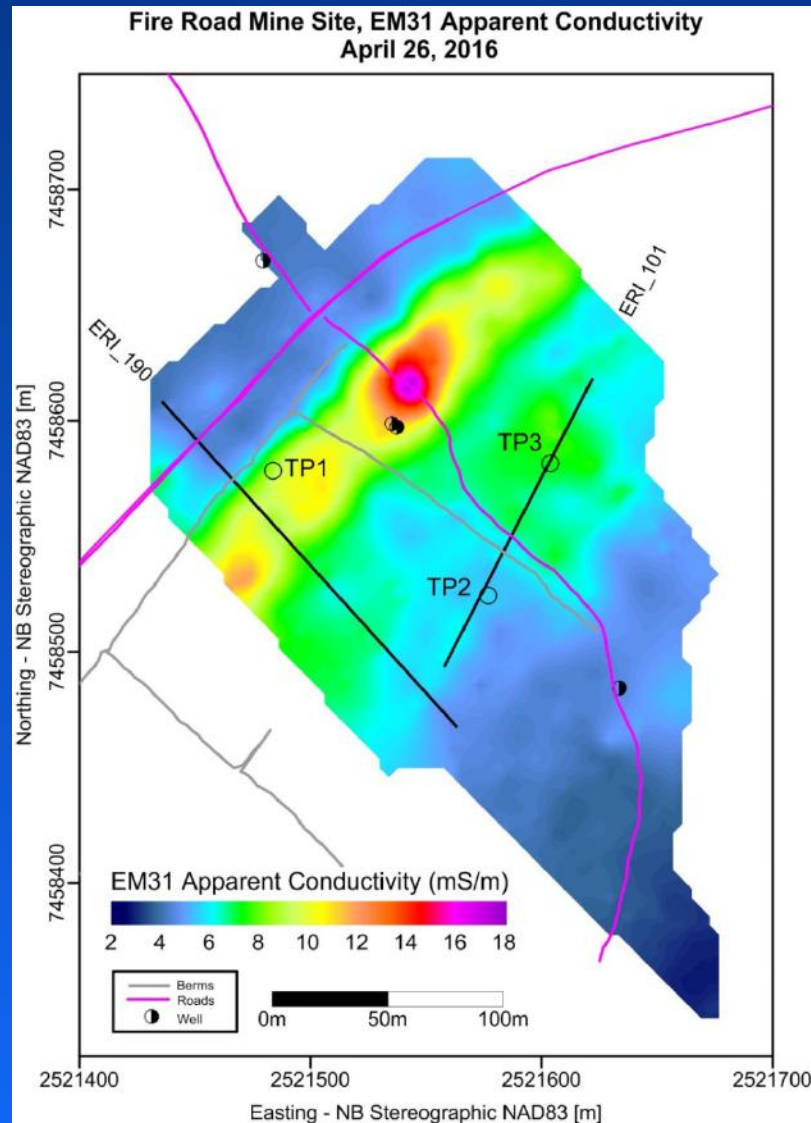 Fire Road Mine Site, EM31 Apparent Conductivity
April 26, 2016
7458700
7458600
7458500
7458400
Northing - NB Stereographic NAD83 [m]
ERI_101
ERI_190
TP3
TP1
TP2
EM31 Apparent Conductivity (mS/m)
2 4 6 8 10 12 14 16 18
Berms
Roads
Well
0m 50m 100m
2521400 2521500 2521600 2521700
Easting - NB Stereographic NAD83 [m]